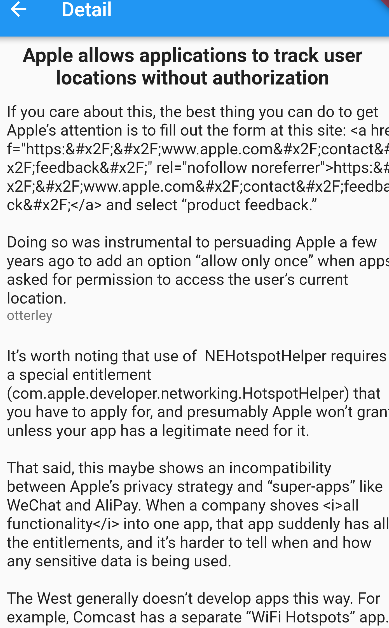 Detail
Apple allows applications to track user
locations without authorization
If you care about this, the best thing you can do to get
Apple's attention is to fill out the form at this site: <a hre
f="https:&#x2F;&#x2F;www.apple.com&#x2F;contact&#
x2F;feedback&#x2F;" rel="nofollow noreferrer">https:&#
x2F;&#x2F;www.apple.com&#x2F;contact&#x2F;feedba
ck&#x2F;</a> and select “product feedback.”
Doing so was instrumental to persuading Apple a few
years ago to add an option “allow only once” when apps
asked for permission to access the user’s current
location.
otterley
It’s worth noting that use of  NEHotspotHelper requires
a special entitlement
(com.apple.developer.networking.HotspotHelper) that
you have to apply for, and presumably Apple won’t gran
unless your app has a legitimate need for it.
That said, this maybe shows an incompatibility
between Apple’s privacy strategy and “super-apps” like
WeChat and AliPay. When a company shoves <i>all
functionality</i> into one app, that app suddenly has all
the entitlements, and it’s harder to tell when and how
any sensitive data is being used.
The West generally doesn’t develop apps this way. For
example, Comcast has a separate “WiFi Hotspots” app.